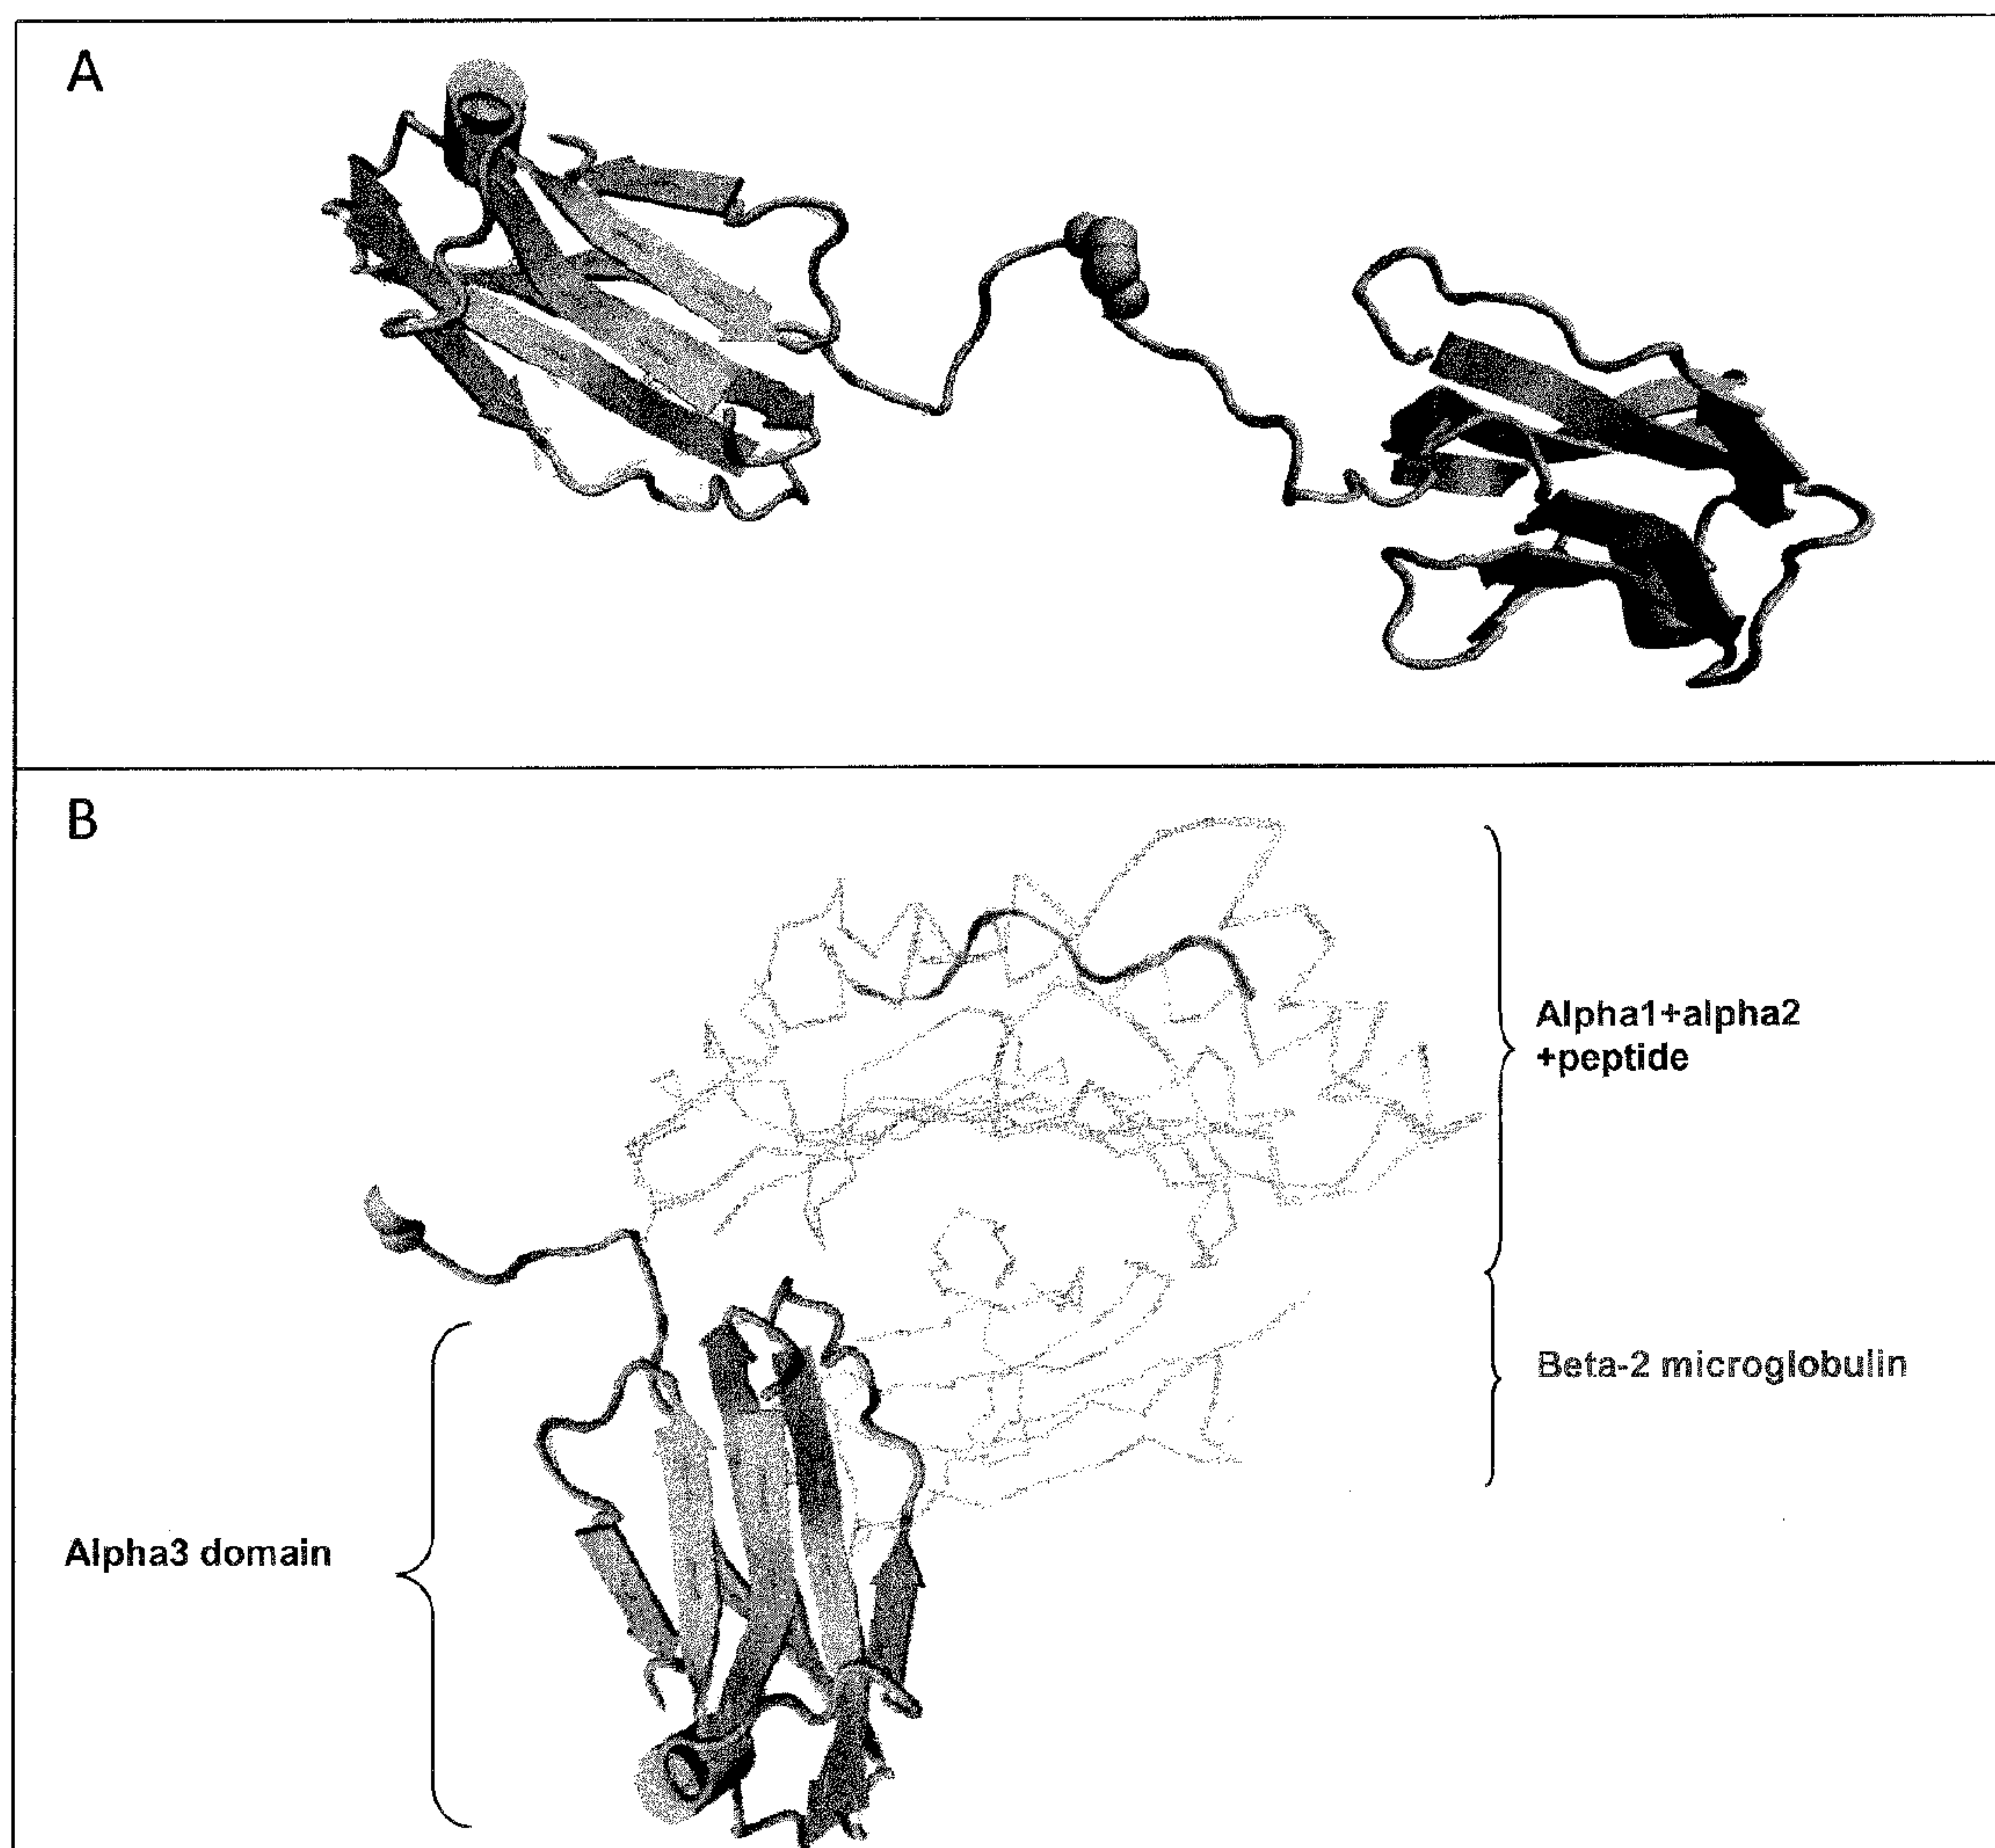 A
B
Alpha1+alpha2
+peptide
Beta-2 microglobulin
Alpha3 domain